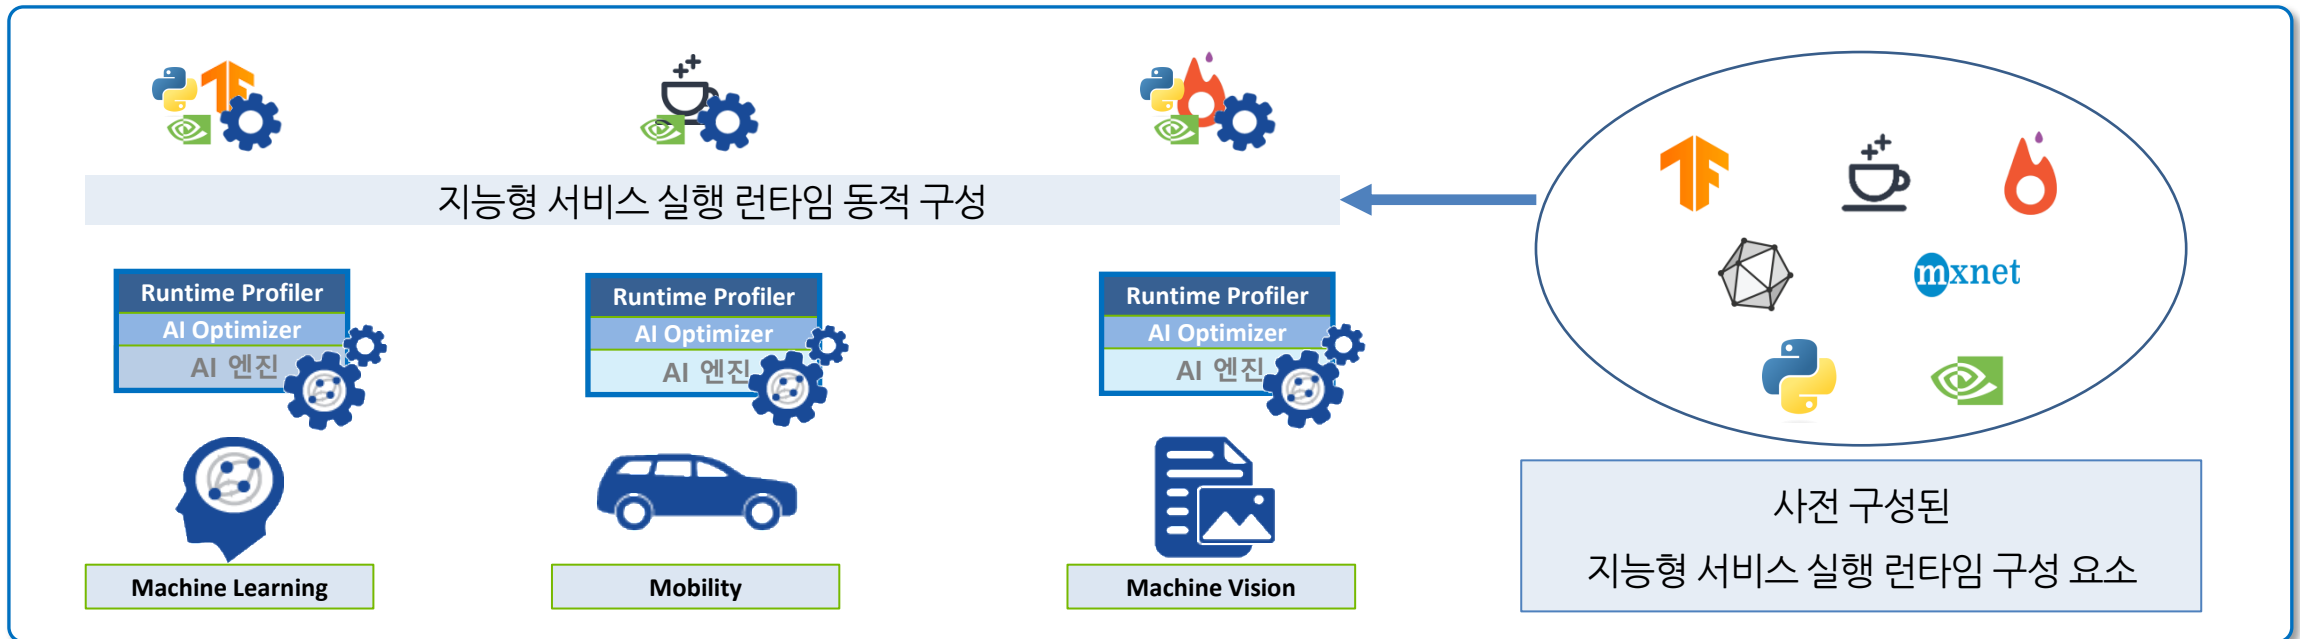 지능형 서비스 실행 런타임 동적 구성
Runtime Profiler
AI Optimizer
AI 엔진
Machine Learning
Runtime Profiler
AI Optimizer
AI 엔진
Mobility
Runtime Profiler
AI Optimizer
AI 엔진
Machine Vision
mxnet
사전 구성된
지능형 서비스 실행 런타임 구성 요소